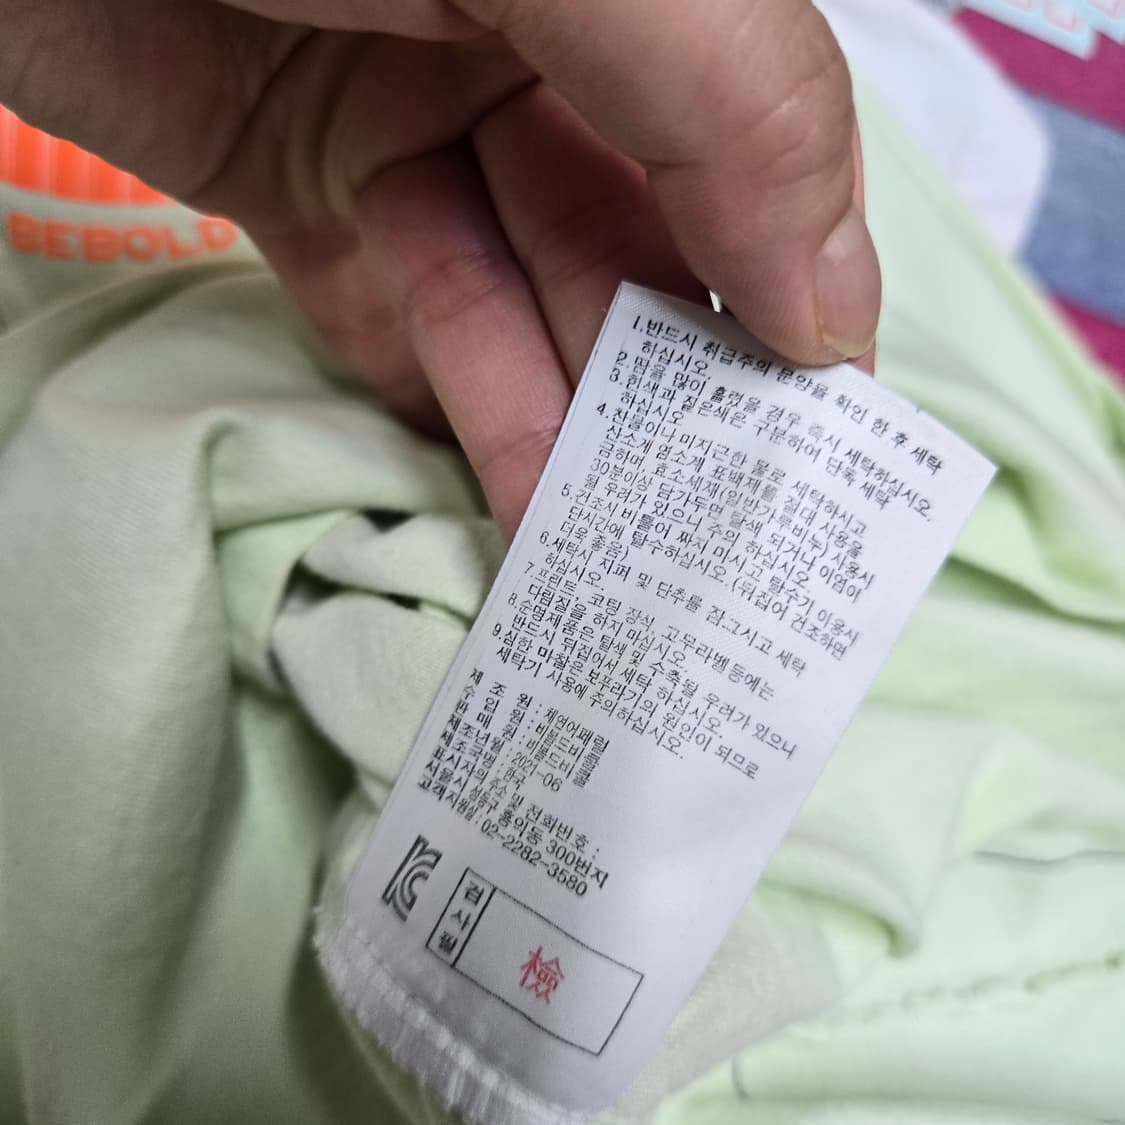 BEBOLD
1.반드시 취급주의 문양을 확인 한 후 세탁
하십시오.
2.땀을 많이 흘렸을 경우 즉시 세탁하십시오.
3.흰색과 짙은색은 구분하여 단독 세탁
하십시오
4.찬물이나 미지근한 물로 세탁하시고
산소계 염소계 표백제를 절대 사용을
금하며, 효소세재(일반가루비누) 사용시
30분이상 담가두면 탈색 되거나 이염이
될 우려가 있으니 주의 하십시오.
5.건조시 비틀어 짜지 마시고 탈수기 이용시
단시간에 탈수하십시오.(뒤집어 건조하면
더욱 좋음)
6.세탁시 지퍼 및 단추를 잠그시고 세탁
하십시오.
7.프린트, 코팅 장식, 고무라벨등에는
다림질을 하지 마십시오.
8.순면제품은 탈색 및 수축될 우려가 있으니
반드시 뒤집어서 세탁 하십시오.
9.심한 마찰은 보프라기의 원인이 되므로
세탁기 사용에 주의하십시오.
제 조 원 : 체연어패럴
수 입 원 : 비볼드비쿨
판 매 원 : 비볼드비쿨
제조년월 : 2021-06
제조국명 : 한국
표시자의 주소 및 전화번호 :
서울시 성동구 홍익동 300번지
고객지원실: 02-2282-3580
검사필
檢